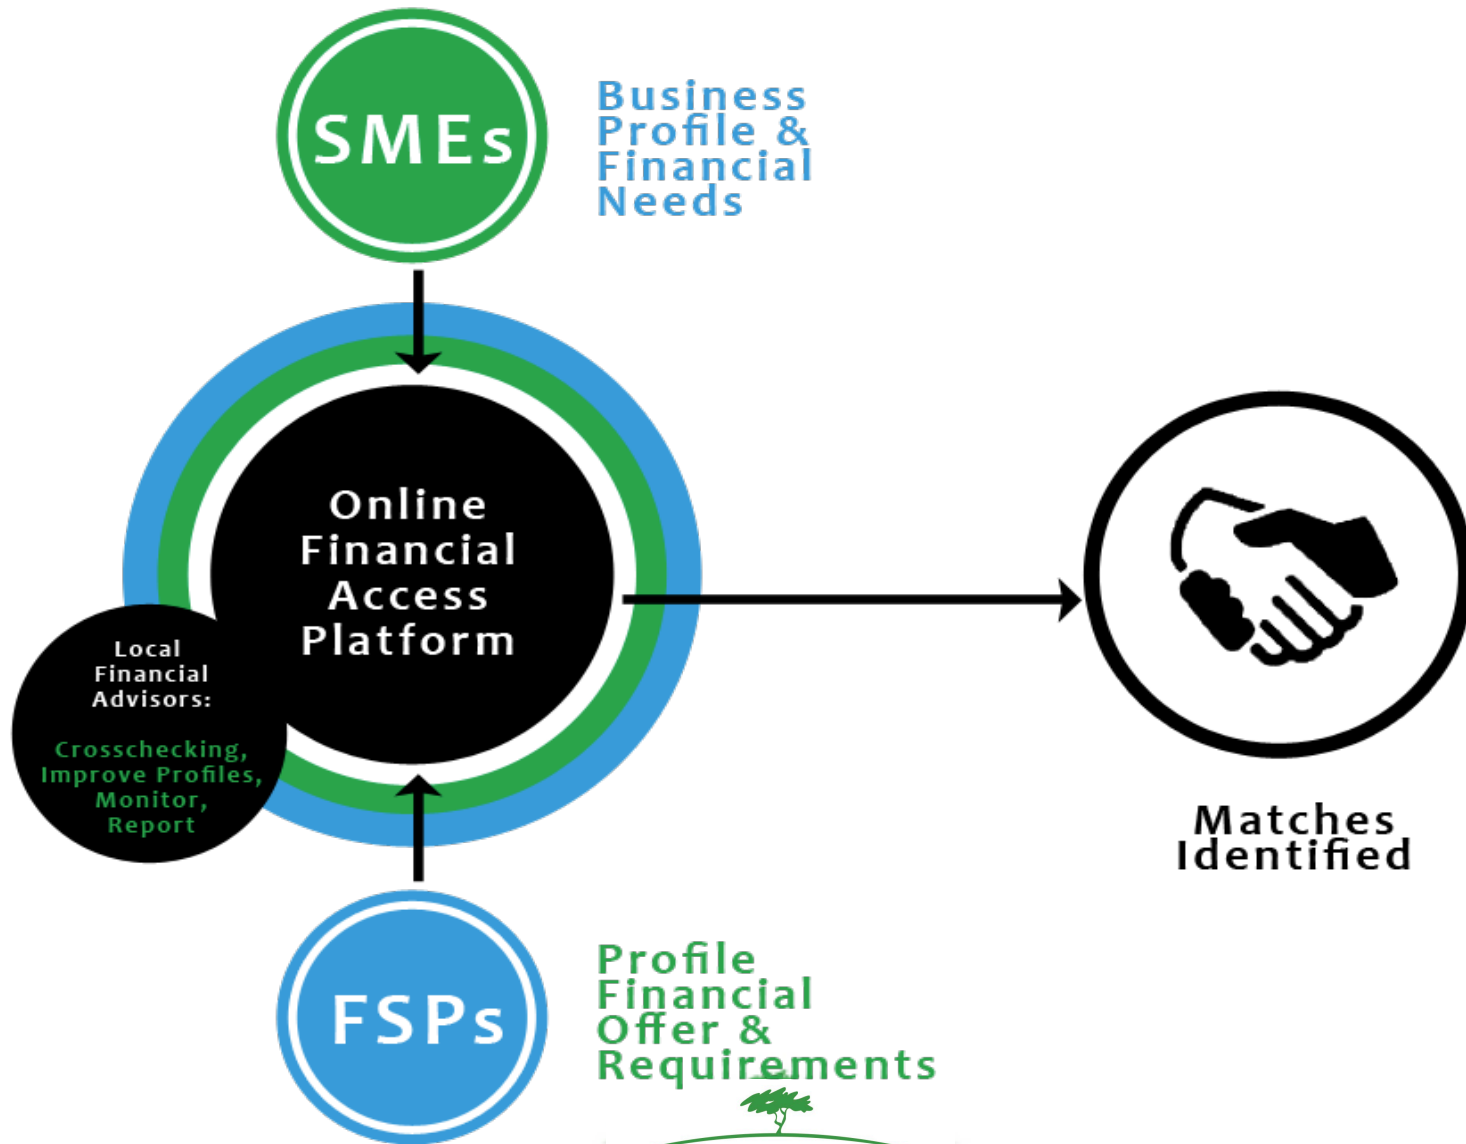 SMEs
Business
Profile &
Financial
Needs
Online
Financial
Access
Platform
Local
Financial
Advisors:
Crosschecking,
Improve Profiles,
Monitor,
Report
Matches
Identified
FSPs
Profile
Financial
Offer &
Requirements